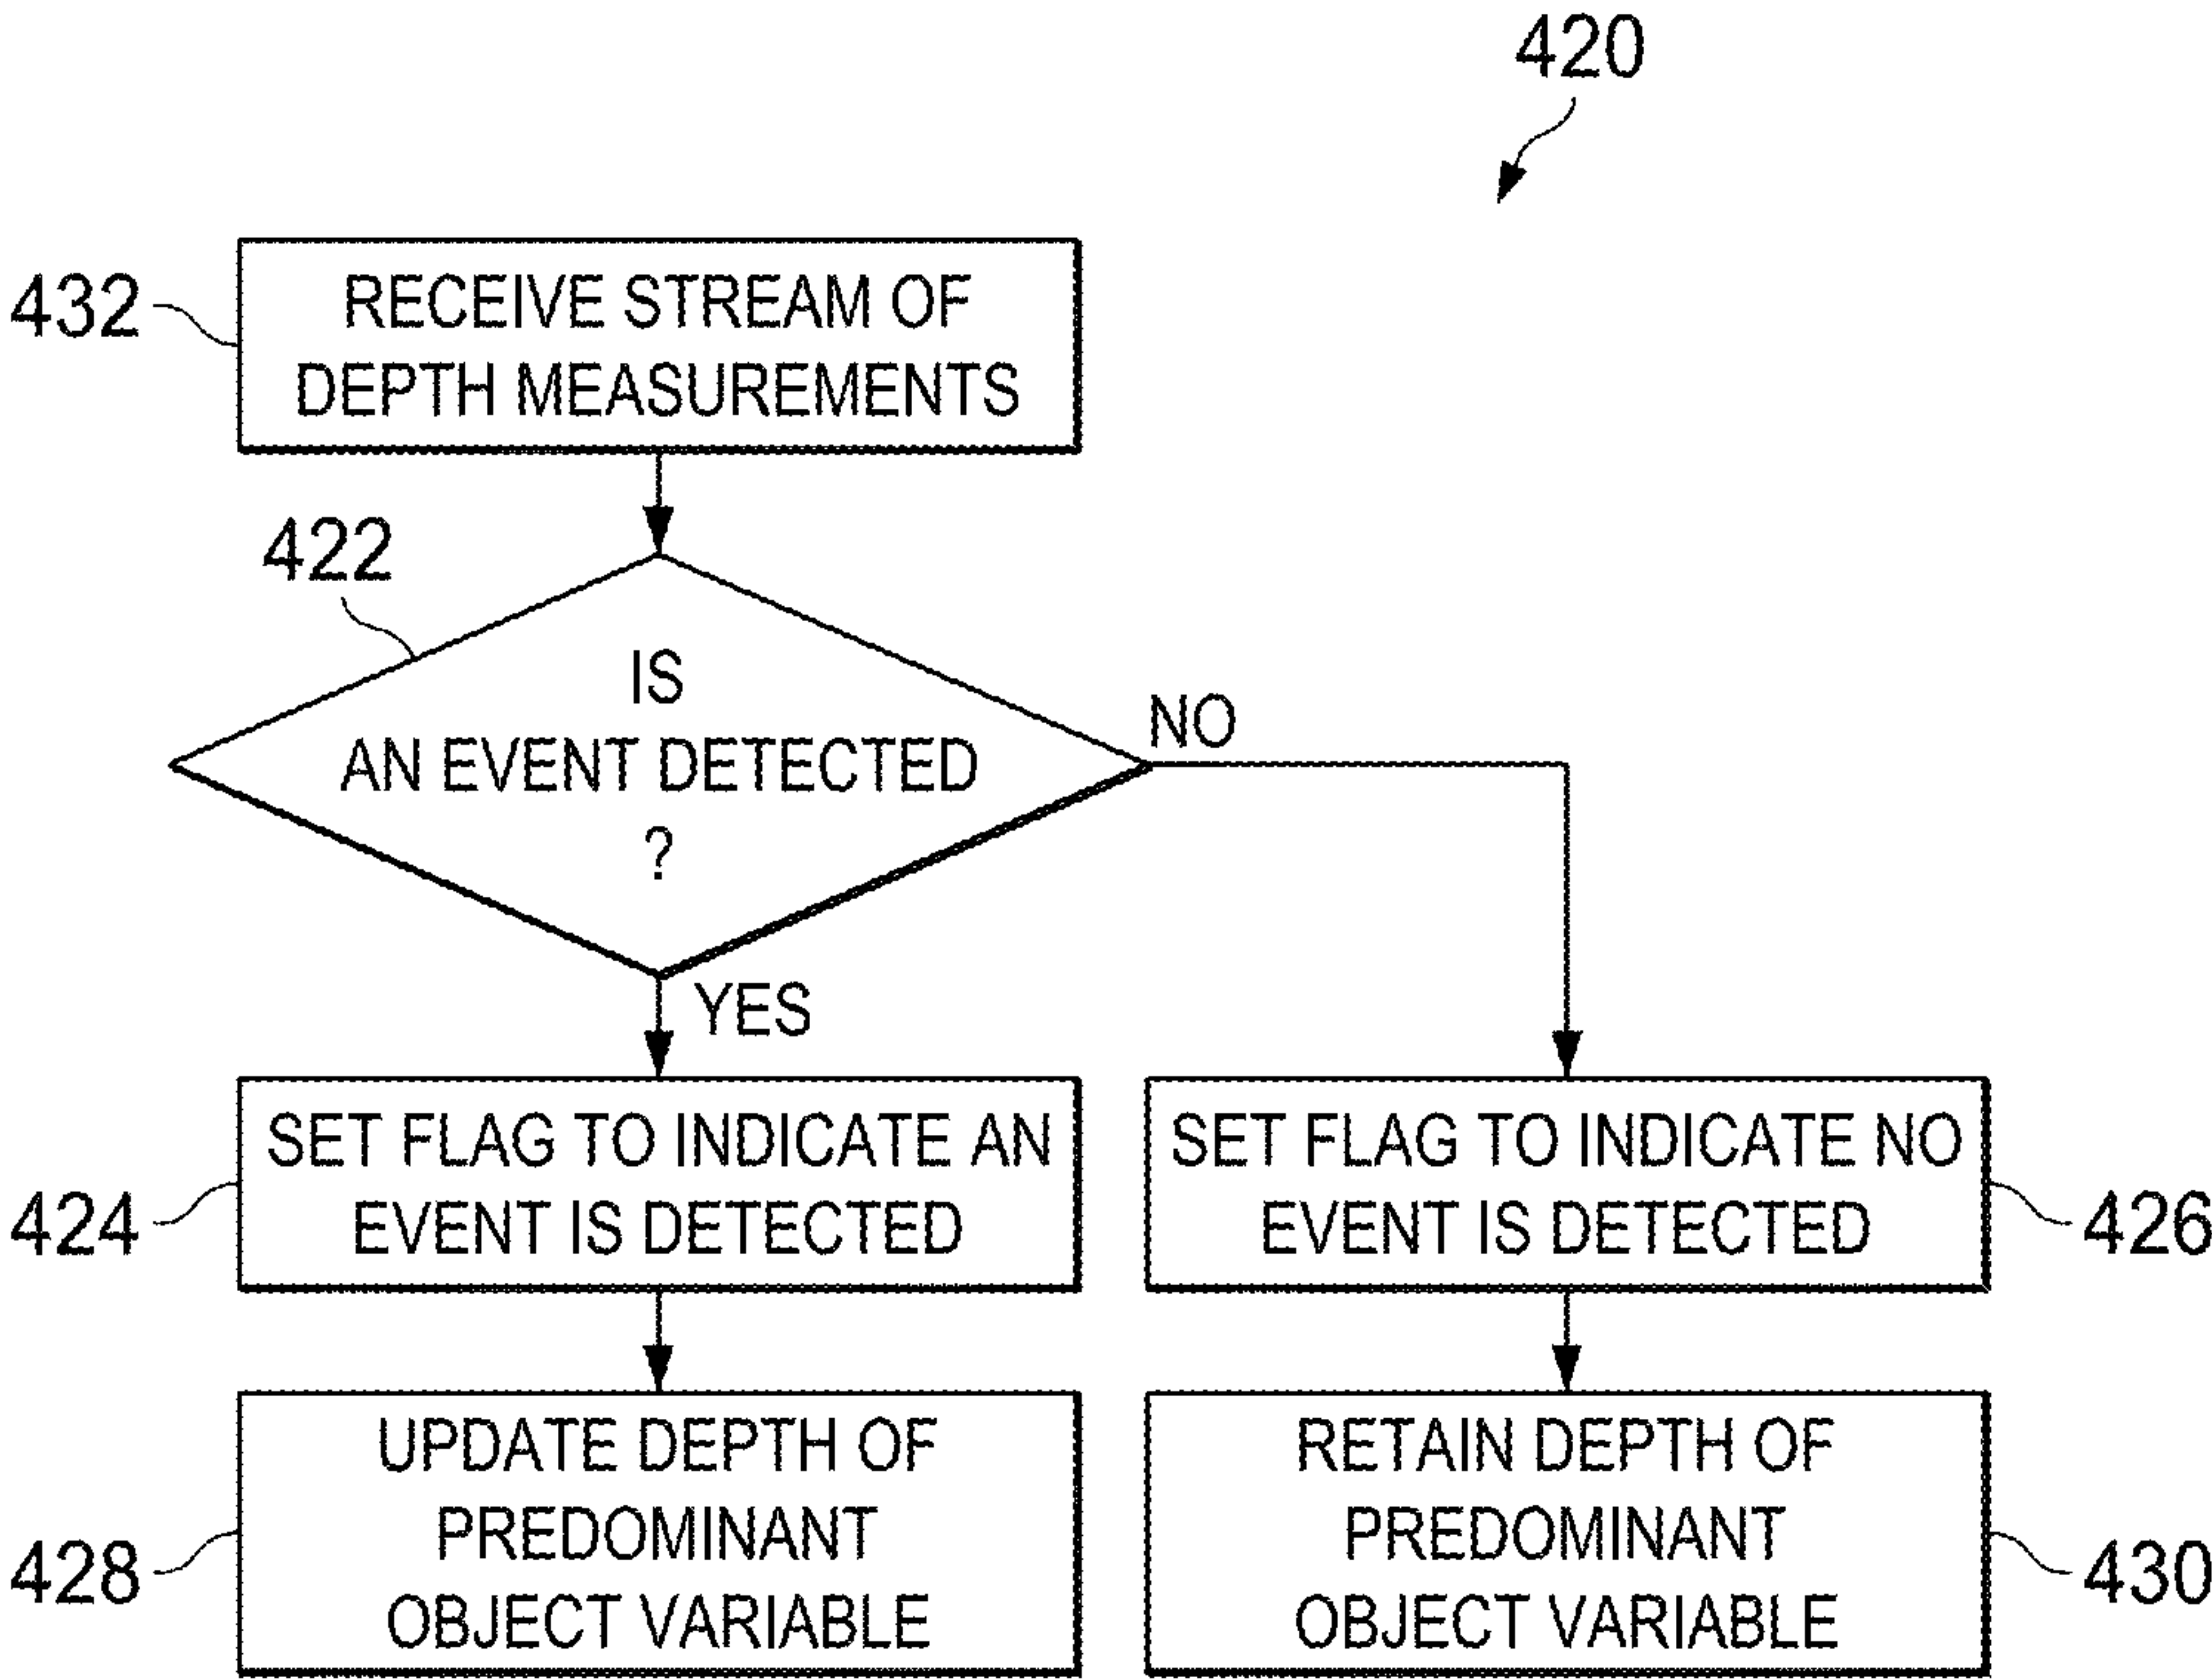 420
432
RECEIVE STREAM OF
DEPTH MEASUREMENTS
422
IS
AN EVENT DETECTED
?
NO
YES
424
SET FLAG TO INDICATE AN
EVENT IS DETECTED
SET FLAG TO INDICATE NO
EVENT IS DETECTED
426
428
UPDATE DEPTH OF
PREDOMINANT
OBJECT VARIABLE
RETAIN DEPTH OF
PREDOMINANT
OBJECT VARIABLE
430